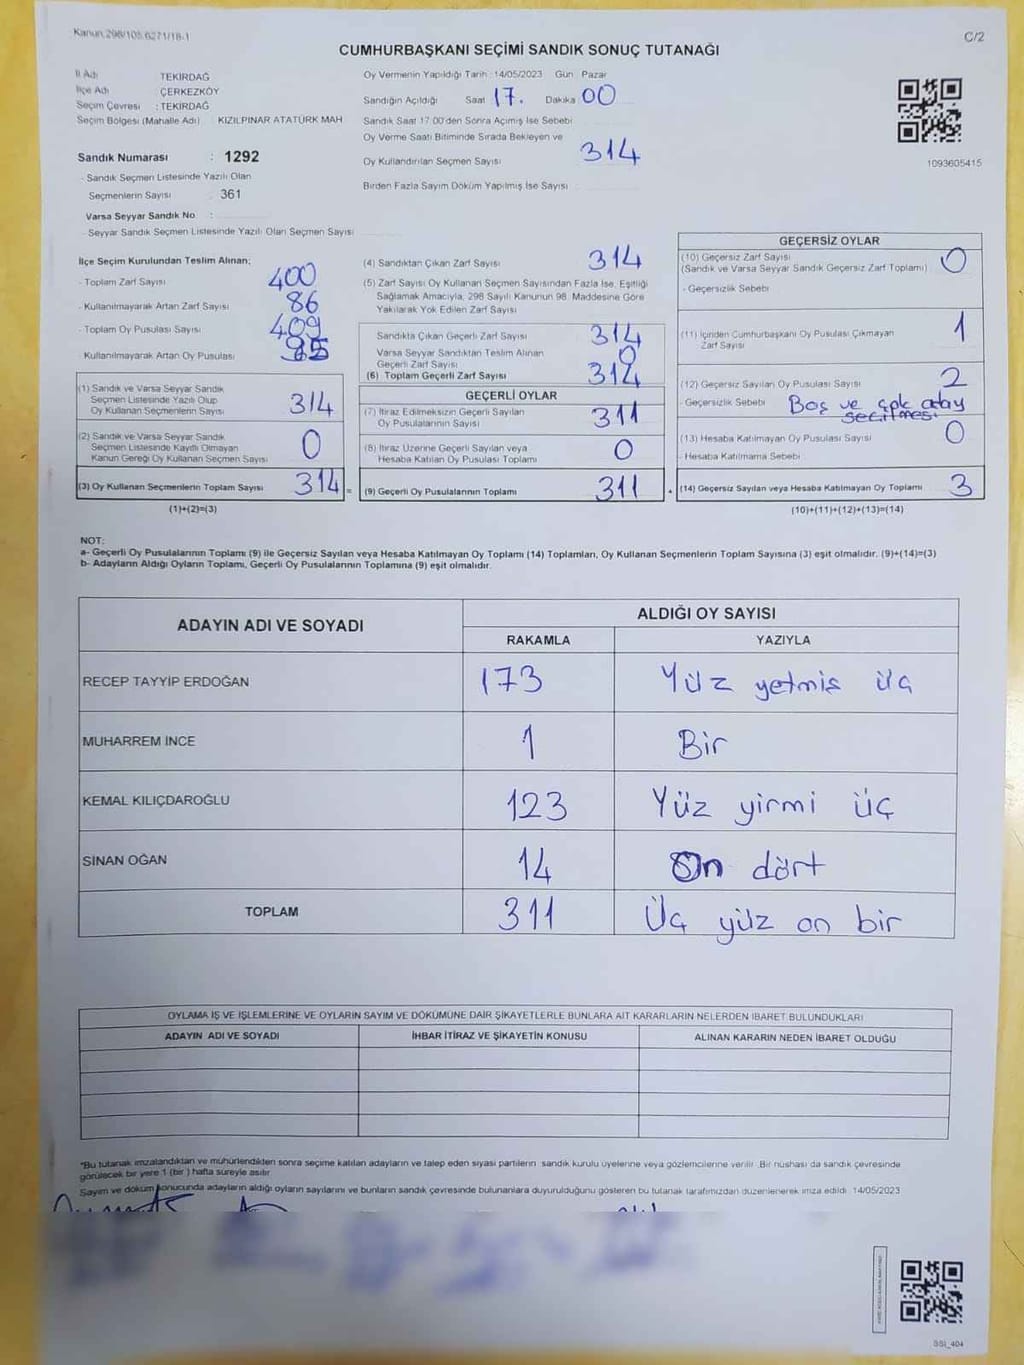 Kanun 298/105.6271/18.1
C/2
CUMHURBAŞKANI SEÇİMİ SANDIK SONUÇ TUTANAĞI
İl Adı TEKİRDAĞ
İlçe Adı ÇERKEZKÖY
Seçim Çevresi : TEKİRDAĞ
Seçim Bölgesi (Mahalle Adı) : KIZILPINAR ATATÜRK MAH
Sandık Numarası : 1292
- Sandık Seçmen Listesinde Yazılı Olan
Seçmenlerin Sayısı : 361
Varsa Seyyar Sandık No :
- Seyyar Sandık Seçmen Listesinde Yazılı Olan Seçmen Sayısı
Oy Vermenin Yapıldığı Tarih : 14/05/2023 Gün Pazar
Sandığın Açıldığı Saat 17. Dakika 00
Sandık Saat 17.00'den Sonra Açmış İse Sebebi
Oy Verme Saati Bitiminde Sırada Bekleyen ve
Oy Kullandırılan Seçmen Sayısı 314
Birden Fazla Sayım Döküm Yapılmış İse Sayısı
1093605415
İlçe Seçim Kurulundan Teslim Alınan;
- Toplam Zarf Sayısı 400
- Kullanılmayarak Artan Zarf Sayısı 86
- Toplam Oy Pusulası Sayısı 409
- Kullanılmayarak Artan Oy Pusulası
(1) Sandık ve Varsa Seyyar Sandık
Seçmen Listesinde Yazılı Olup
Oy Kullanan Seçmenlerin Sayısı 314
(2) Sandık ve Varsa Seyyar Sandık
Seçmen Listesinde Kayıtlı Olmayan
Kanun Gereği Oy Kullanan Seçmen Sayısı 0
(3) Oy Kullanan Seçmenlerin Toplam Sayısı 314 =
(1)+(2)=(3)
(4) Sandıktan Çıkan Zarf Sayısı 314
(5) Zarf Sayısı Oy Kullanan Seçmen Sayısından Fazla İse, Eşitliği
Sağlamak Amacıyla, 298 Sayılı Kanunun 98. Maddesine Göre
Yakılarak Yok Edilen Zarf Sayısı
Sandıkta Çıkan Geçerli Zarf Sayısı 314
Varsa Seyyar Sandıktan Teslim Alınan
Geçerli Zarf Sayısı 0
(6) Toplam Geçerli Zarf Sayısı 314
GEÇERLİ OYLAR
(7) İtiraz Edilmeksizin Geçerli Sayılan
Oy Pusulalarının Sayısı 311
(8) İtiraz Üzerine Geçerli Sayılan veya
Hesaba Katılan Oy Pusulası Toplamı 0
(9) Geçerli Oy Pusulalarının Toplamı 311 +
GEÇERSİZ OYLAR
(10) Geçersiz Zarf Sayısı
(Sandık ve Varsa Seyyar Sandık Geçersiz Zarf Toplamı) 0
- Geçersizlik Sebebi
(11) İçinden Cumhurbaşkanı Oy Pusulası Çıkmayan
Zarf Sayısı 1
(12) Geçersiz Sayılan Oy Pusulası Sayısı 2
- Geçersizlik Sebebi Boş ve çok aday
seçilmesi
(13) Hesaba Katılmayan Oy Pusulası Sayısı 0
- Hesaba Katılmama Sebebi
(14) Geçersiz Sayılan veya Hesaba Katılmayan Oy Toplamı 3
(10)+(11)+(12)+(13)=(14)
NOT:
a- Geçerli Oy Pusulalarının Toplamı (9) ile Geçersiz Sayılan veya Hesaba Katılmayan Oy Toplamı (14) Toplamları, Oy Kullanan Seçmenlerin Toplam Sayısına (3) eşit olmalıdır. (9)+(14)=(3)
b- Adayların Aldığı Oyların Toplamı, Geçerli Oy Pusulalarının Toplamına (9) eşit olmalıdır.
ADAYIN ADI VE SOYADI
ALDIĞI OY SAYISI
RAKAMLA YAZIYLA
RECEP TAYYİP ERDOĞAN 173 Yüz yetmiş üç
MUHARREM İNCE 1 Bir
KEMAL KILIÇDAROĞLU 123 Yüz yirmi üç
SİNAN OĞAN 14 On dört
TOPLAM 311 Üç yüz on bir
OYLAMA İŞ VE İŞLEMLERİNE VE OYLARIN SAYIM VE DÖKÜMÜNE DAİR ŞİKAYETLERLE BUNLARA AİT KARARLARIN NELERDEN İBARET BULUNDUKLARI
ADAYIN ADI VE SOYADI İHBAR İTİRAZ VE ŞİKAYETİN KONUSU ALINAN KARARIN NEDEN İBARET OLDUĞU
*Bu tutanak imzalandıktan ve mühürlendikten sonra seçime katılan adayların ve talep eden siyasi partilerin sandık kurulu üyelerine veya gözlemcilerine verilir. Bir nüshası da sandık çevresinde
görülecek bir yere 1 (bir) hafta süreyle asılır.
Sayım ve döküm sonucunda adayların aldığı oyların sayılarını ve bunların sandık çevresinde bulunanlara duyurulduğunu gösteren bu tutanak tarafımızdan düzenlenerek imza edildi. 14/05/2023
SSI_404